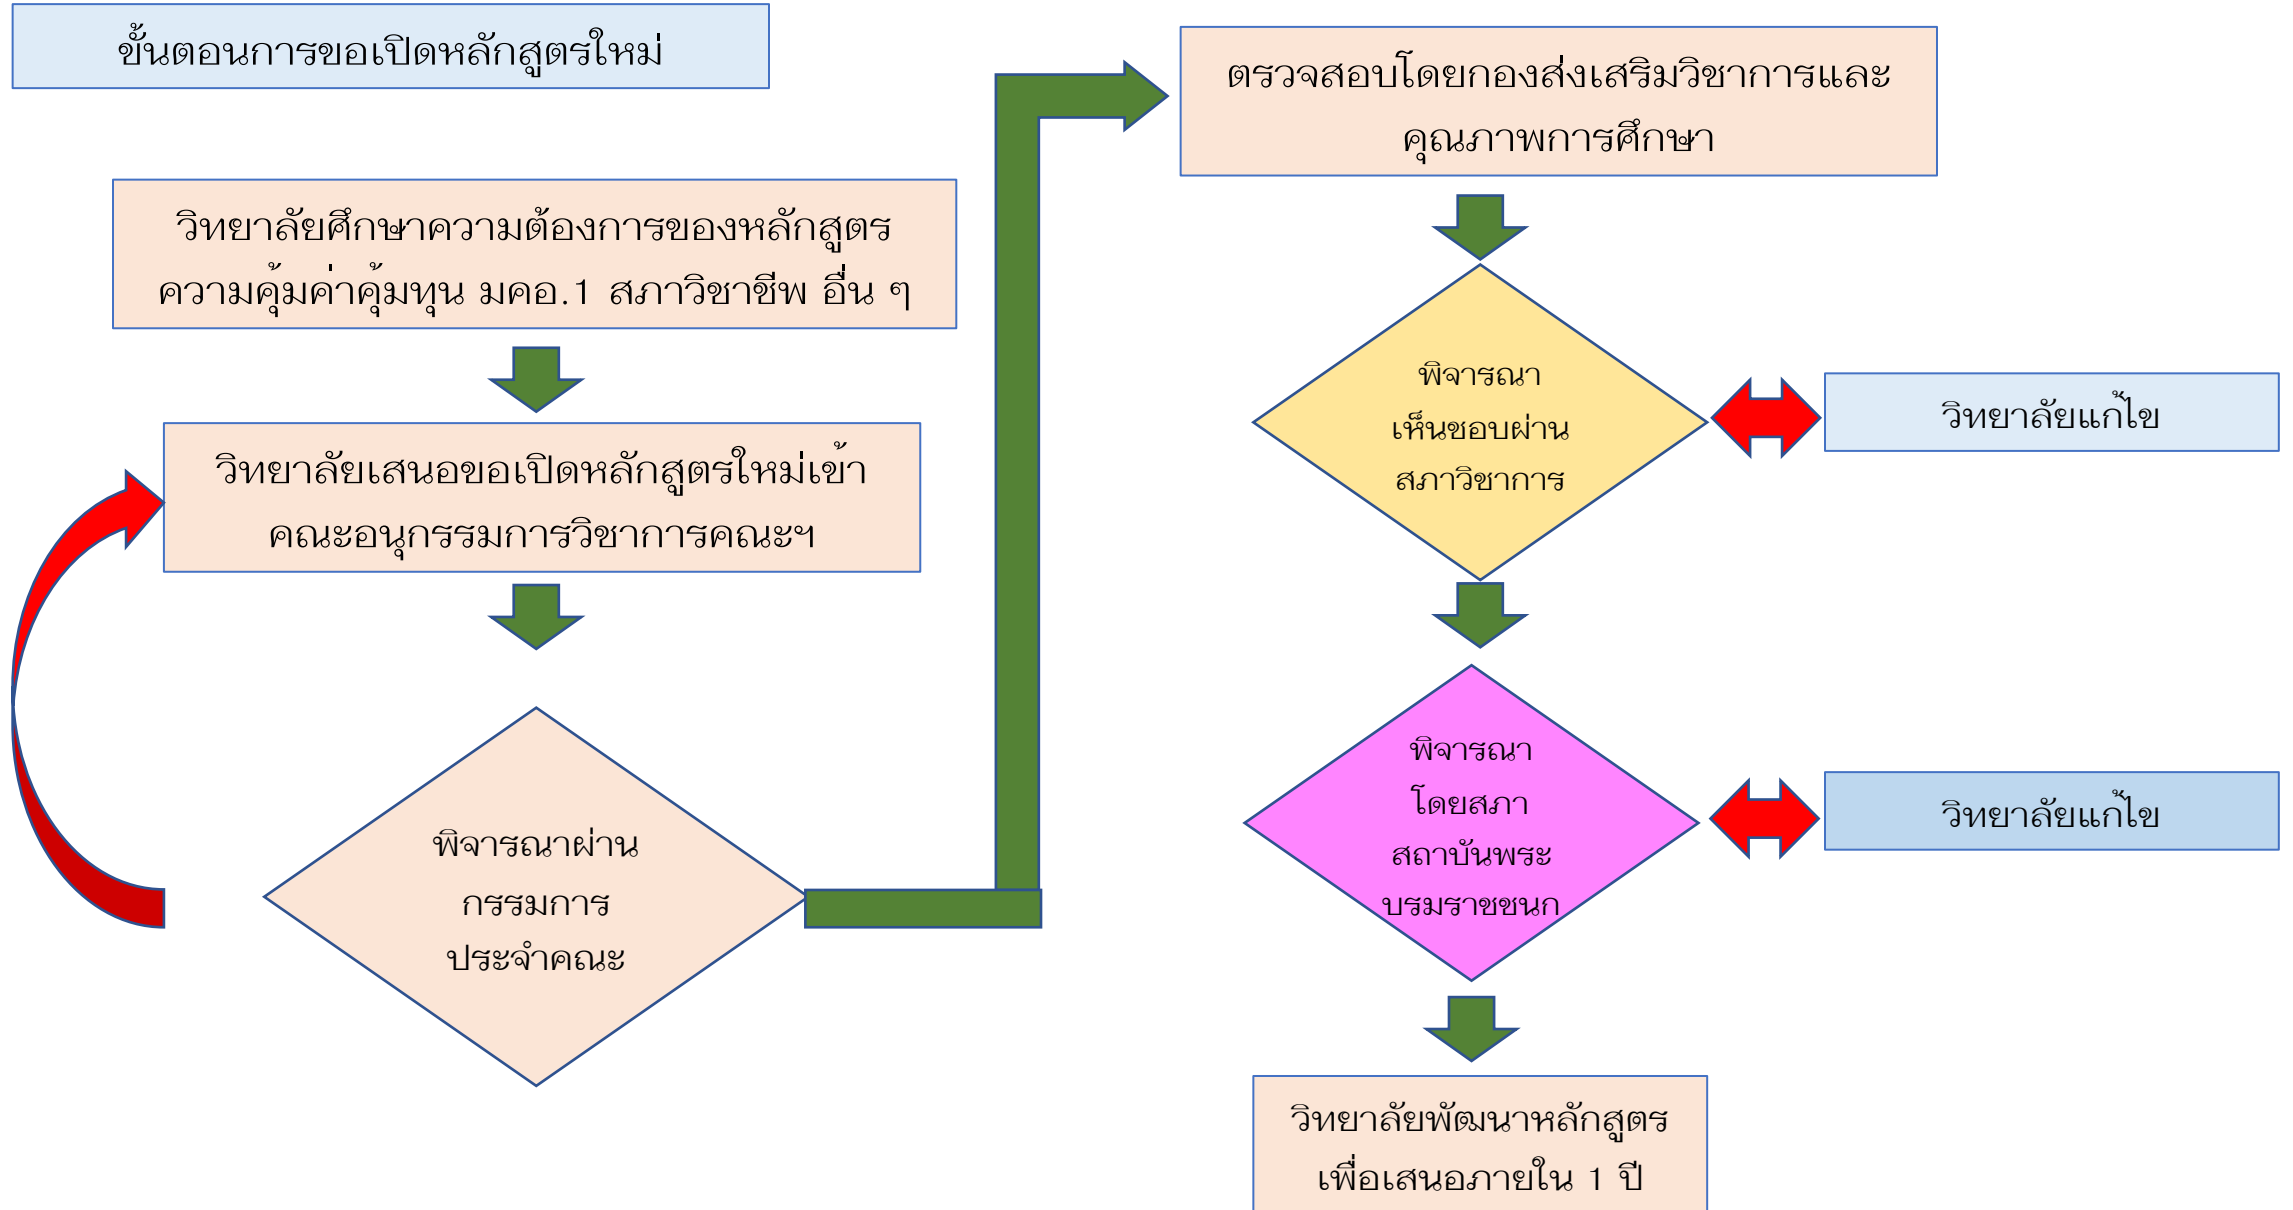 ขั้นตอนการขอเปิดหลักสูตรใหม่
วิทยาลัยศึกษาความต้องการของหลักสูตร
ความคุ้มค่าคุ้มทุน มคอ.1 สภาวิชาชีพ อื่น ๆ
วิทยาลัยเสนอขอเปิดหลักสูตรใหม่เข้า
คณะอนุกรรมการวิชาการคณะฯ
พิจารณาผ่าน
กรรมการ
ประจำคณะ
ตรวจสอบโดยกองส่งเสริมวิชาการและ
คุณภาพการศึกษา
พิจารณา
เห็นชอบผ่าน
สภาวิชาการ
วิทยาลัยแก้ไข
พิจารณา
โดยสภา
สถาบันพระ
บรมราชชนก
วิทยาลัยแก้ไข
วิทยาลัยพัฒนาหลักสูตร
เพื่อเสนอภายใน 1 ปี